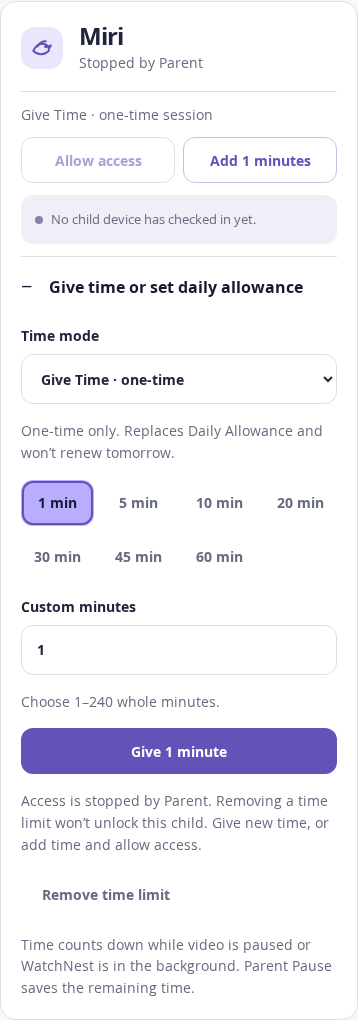 Miri
Stopped by Parent
Give Time · one-time session
Allow access
Add 1 minutes
No child device has checked in yet.
− Give time or set daily allowance
Time mode
Give Time · one-time
One-time only. Replaces Daily Allowance and
won’t renew tomorrow.
1 min 5 min 10 min 20 min
30 min 45 min 60 min
Custom minutes
1
Choose 1–240 whole minutes.
Give 1 minute
Access is stopped by Parent. Removing a time
limit won’t unlock this child. Give new time, or
add time and allow access.
Remove time limit
Time counts down while video is paused or
WatchNest is in the background. Parent Pause
saves the remaining time.